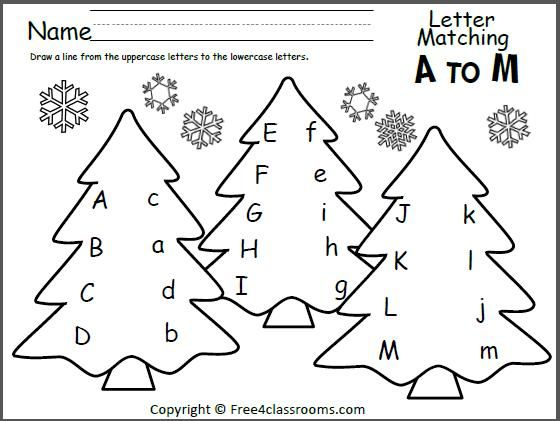 Name
Letter
Matching
A TO M
Draw a line from the uppercase letters to the lowercase letters.
A c
B a
C d
D b
E f
F e
G i
H h
I g
J k
K l
L j
M m
Copyright © Free4classrooms.com